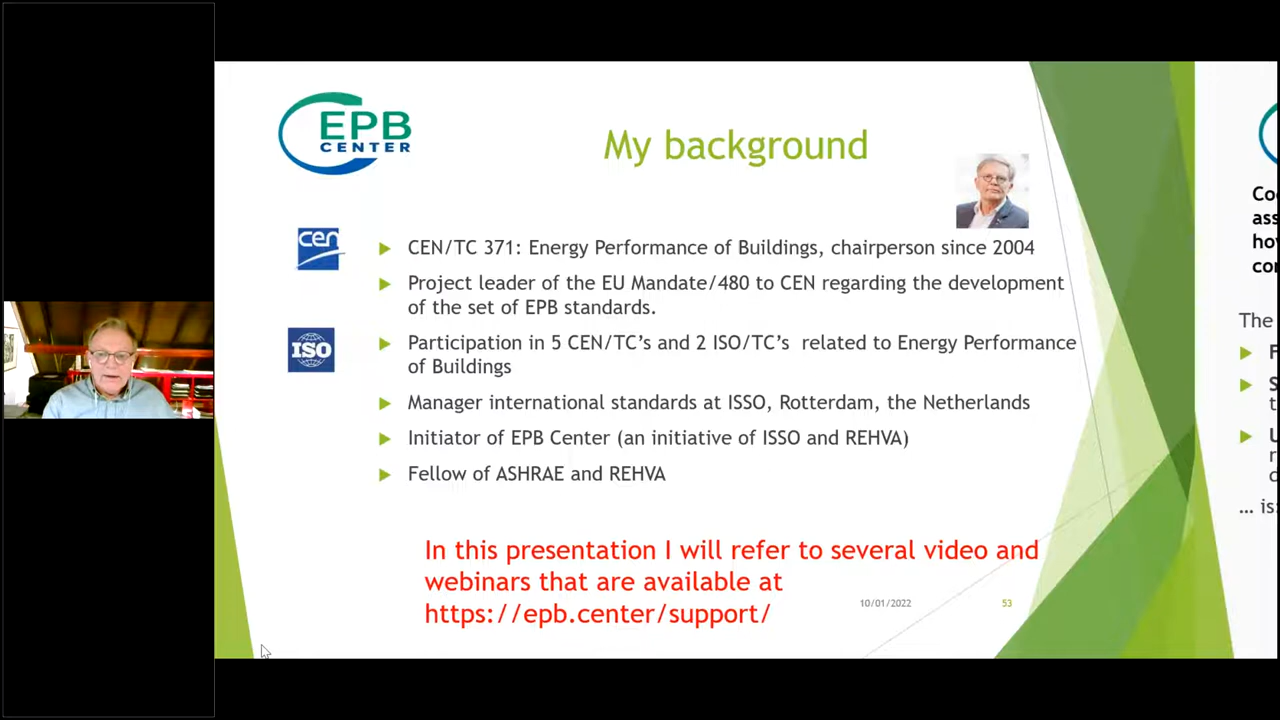 EPB
CENTER
My background
cen
CEN/TC 371: Energy Performance of Buildings, chairperson since 2004
Project leader of the EU Mandate/480 to CEN regarding the development
of the set of EPB standards.
ISO
Participation in 5 CEN/TC’s and 2 ISO/TC’s related to Energy Performance
of Buildings
Manager international standards at ISSO, Rotterdam, the Netherlands
Initiator of EPB Center (an initiative of ISSO and REHVA)
Fellow of ASHRAE and REHVA
In this presentation I will refer to several video and
webinars that are available at
https://epb.center/support/
10/01/2022
53
The
... is